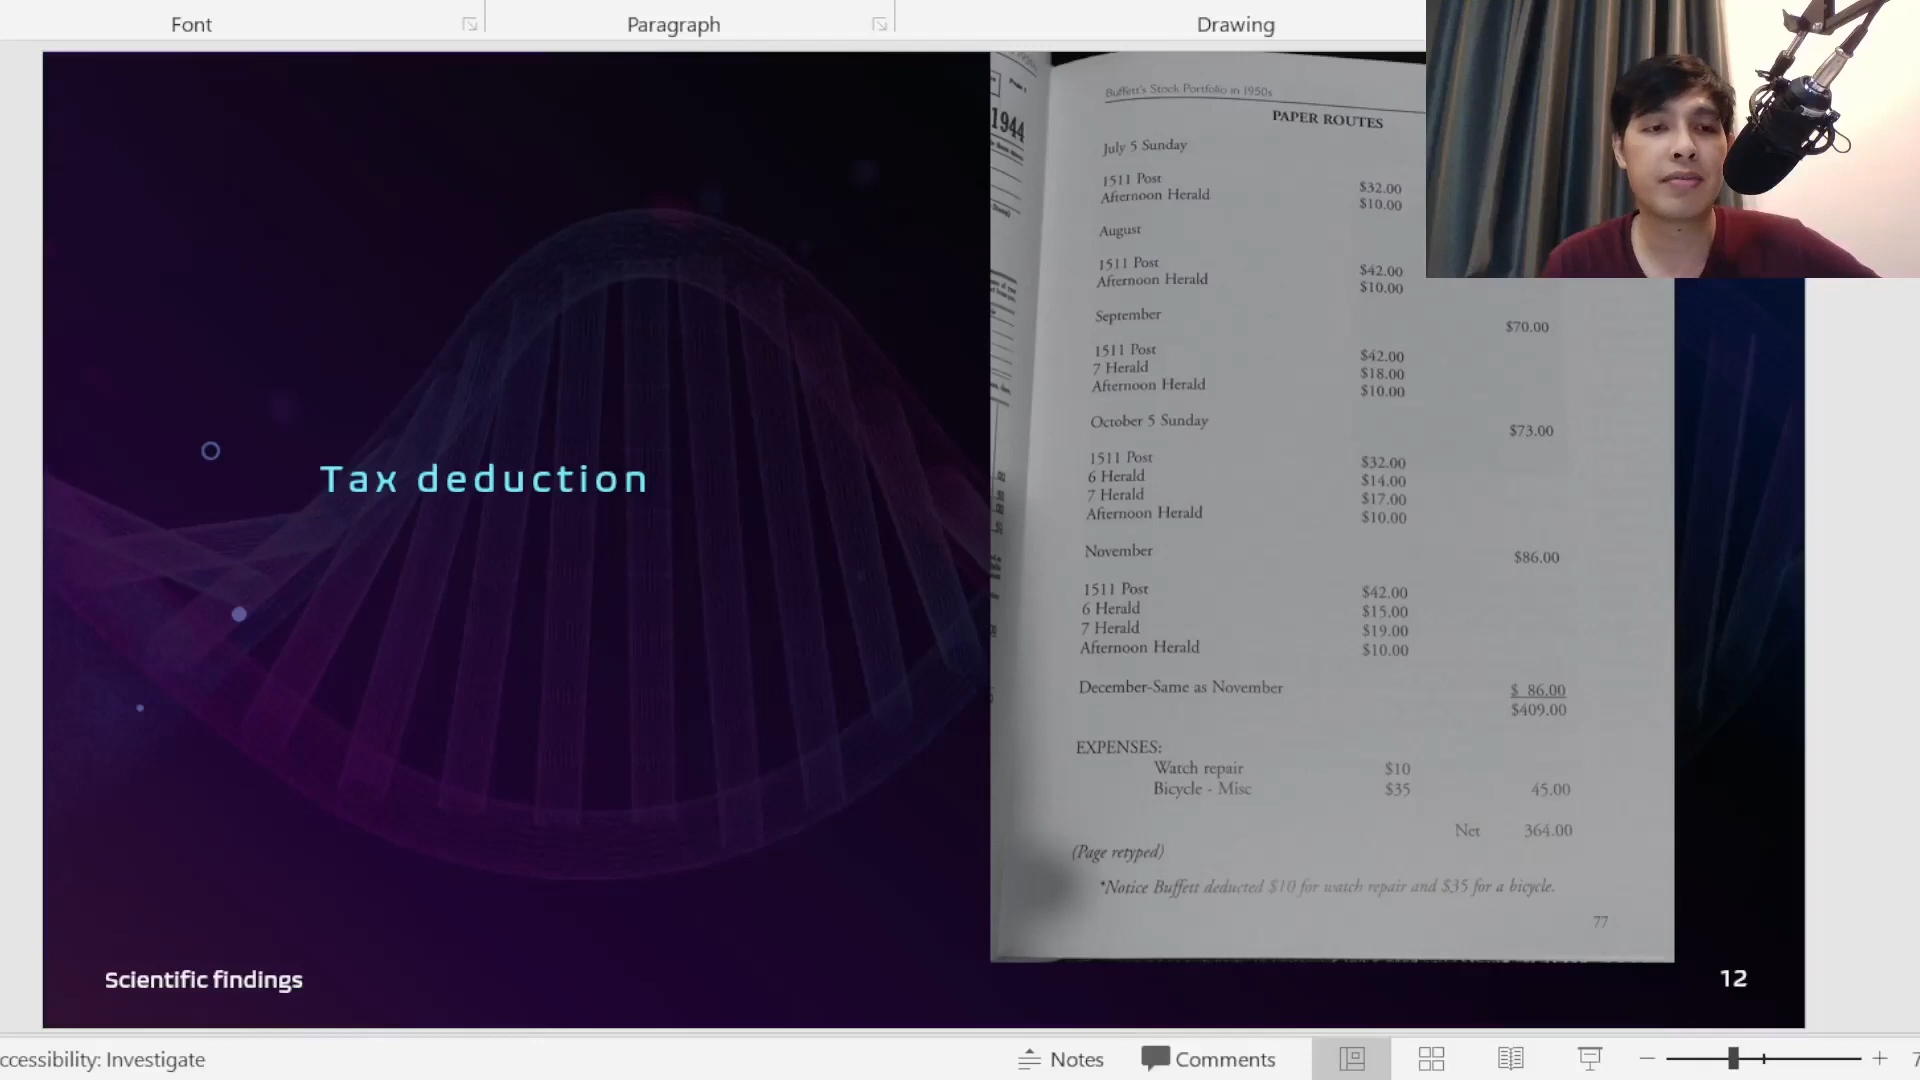 Font
Paragraph
Drawing
1944
Buffett's Stock Portfolio in 1950s
PAPER ROUTES
July 5 Sunday
1511 Post $32.00
Afternoon Herald $10.00
August
1511 Post $42.00
Afternoon Herald $10.00
September $70.00
1511 Post $42.00
7 Herald $18.00
Afternoon Herald $10.00
October 5 Sunday $73.00
1511 Post $32.00
6 Herald $14.00
7 Herald $17.00
Afternoon Herald $10.00
November $86.00
1511 Post $42.00
6 Herald $15.00
7 Herald $19.00
Afternoon Herald $10.00
December-Same as November $ 86.00
$409.00
EXPENSES:
Watch repair $10
Bicycle - Misc $35 45.00
Net 364.00
(Page retyped)
*Notice Buffett deducted $10 for watch repair and $35 for a bicycle.
77
Tax deduction
Scientific findings
12
ccessibility: Investigate
Notes
Comments
7